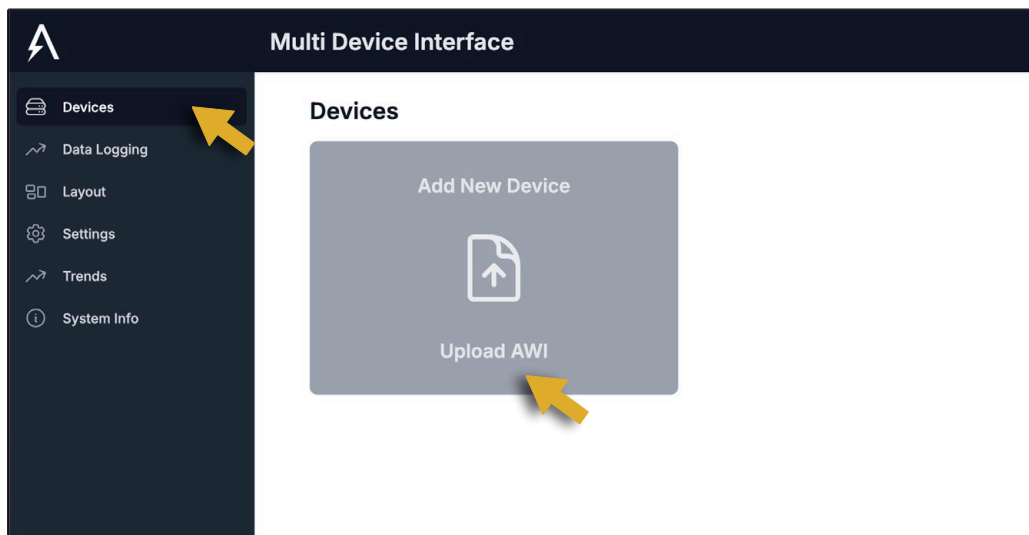 Multi Device Interface
Devices
Data Logging
Layout
Settings
Trends
System Info
Devices
Add New Device
Upload AWI